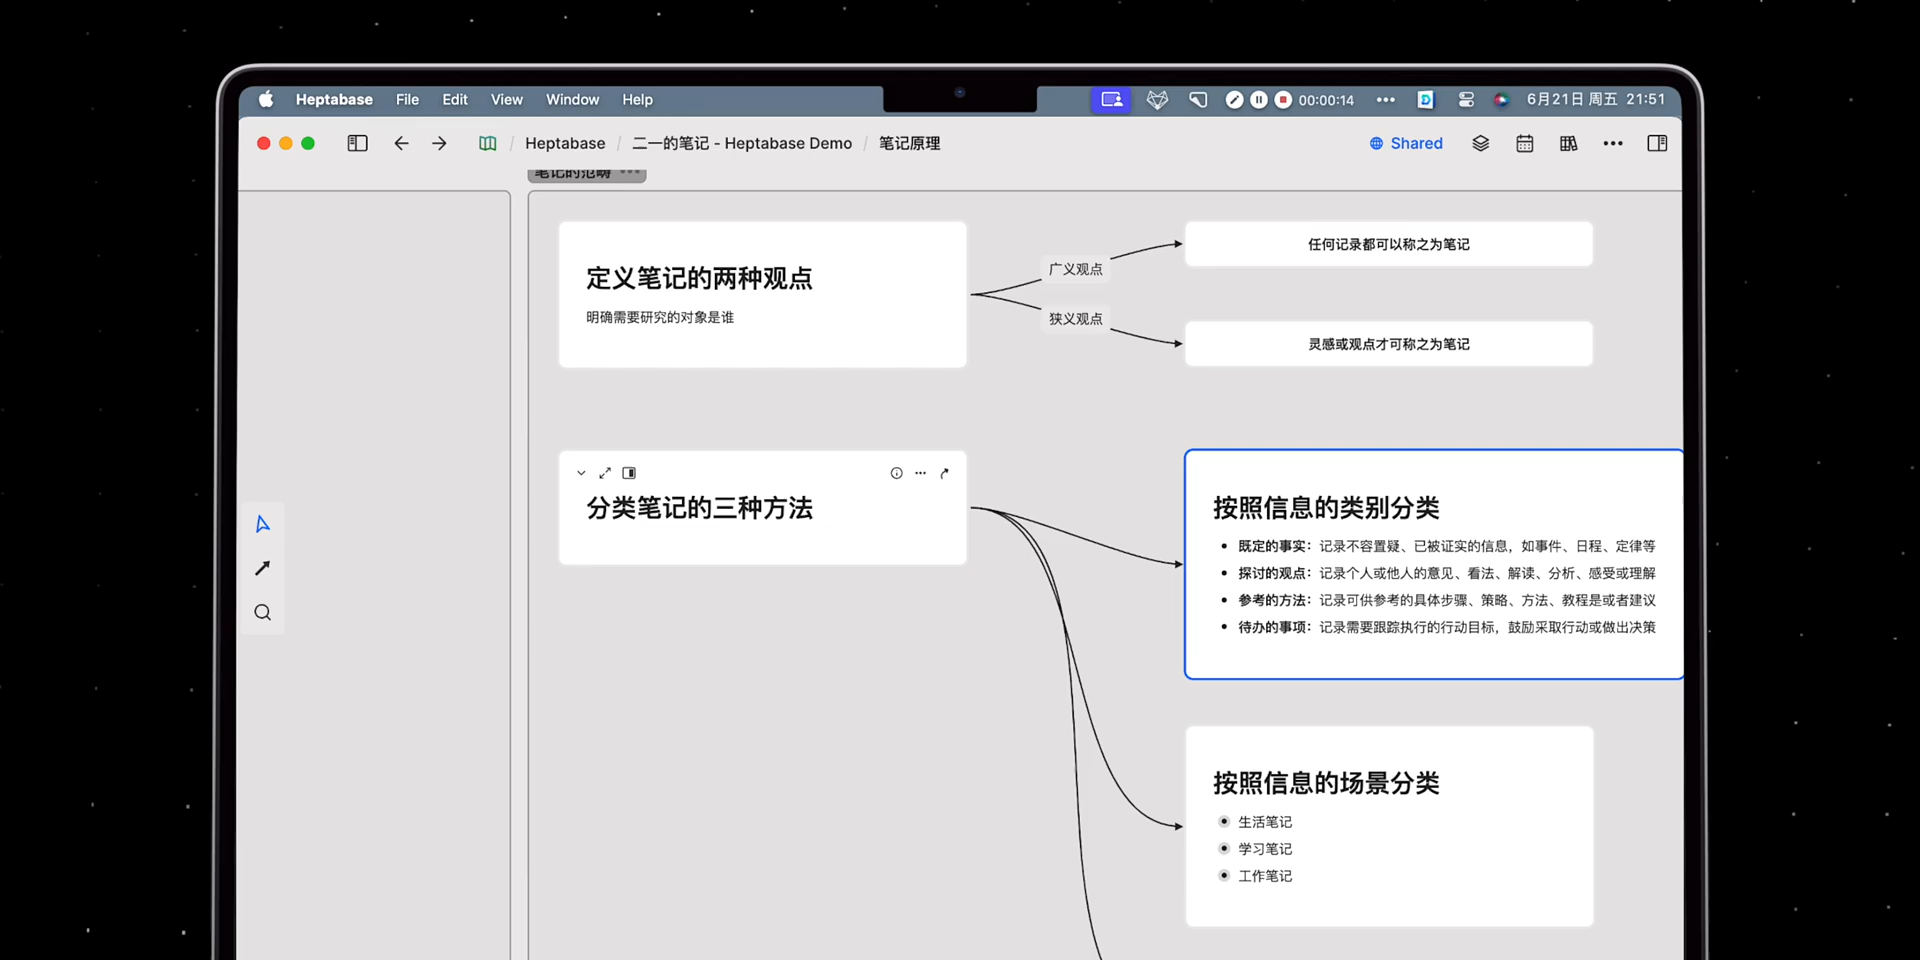 Heptabase File Edit View Window Help 00:00:14 6月21日 周五 21:51
Heptabase / 二一的笔记 - Heptabase Demo / 笔记原理 Shared
笔记的范畴
定义笔记的两种观点
明确需要研究的对象是谁
广义观点
狭义观点
任何记录都可以称之为笔记
灵感或观点才可称之为笔记
分类笔记的三种方法
按照信息的类别分类
既定的事实：记录不容置疑、已被证实的信息，如事件、日程、定律等
探讨的观点：记录个人或他人的意见、看法、解读、分析、感受或理解
参考的方法：记录可供参考的具体步骤、策略、方法、教程是或者建议
待办的事项：记录需要跟踪执行的行动目标，鼓励采取行动或做出决策
按照信息的场景分类
生活笔记
学习笔记
工作笔记